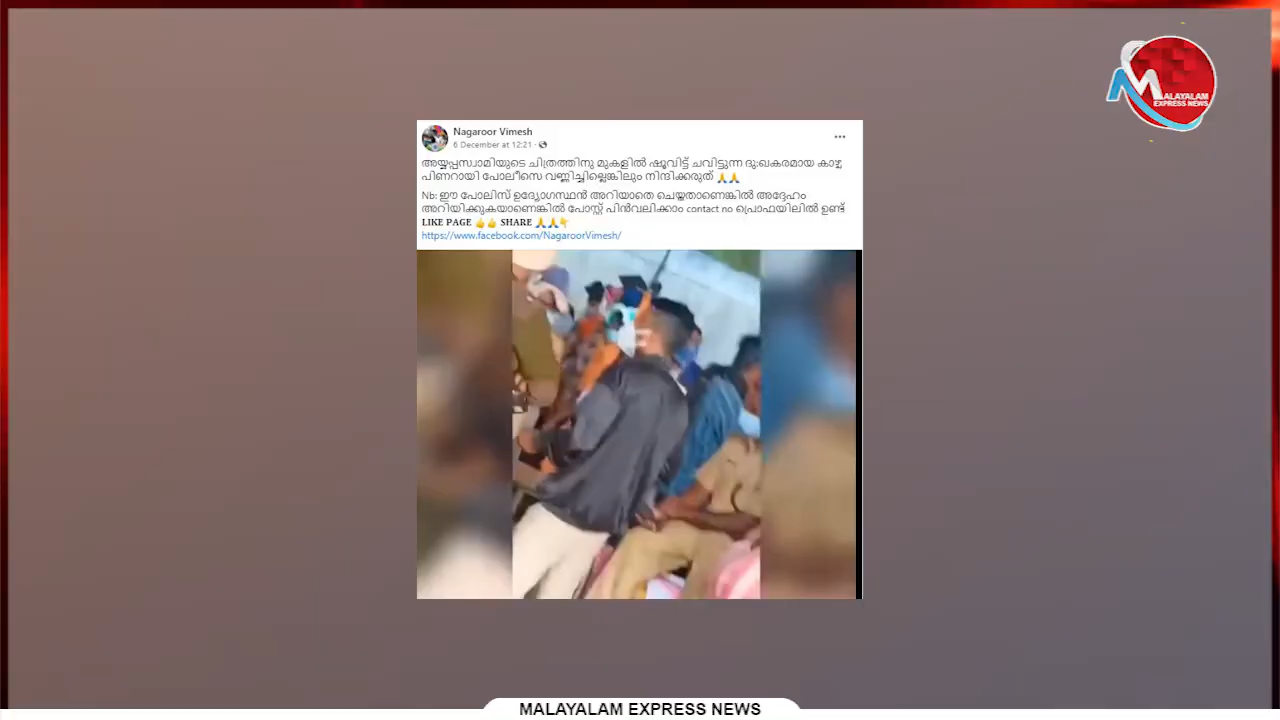 MALAYALAM
EXPRESS NEWS
Nagaroor Vimesh
6 December at 12:21 ·
അയ്യപ്പസ്വാമിയുടെ ചിത്രത്തിനു മുകളിൽ ഷൂവിട്ട് ചവിട്ടുന്ന ദുഃഖകരമായ കാഴ്ച
പിണറായി പോലീസെ വണ്ണിച്ചില്ലെങ്കിലും നിന്ദിക്കരുത് 🙏🙏
Nb: ഈ പോലിസ് ഉദ്യോഗസ്ഥൻ അറിയാതെ ചെയ്തതാണെങ്കിൽ അദ്ദേഹം
അറിയിക്കുകയാണെങ്കിൽ പോസ്റ്റ് പിൻവലിക്കാം contact no പ്രൊഫയിലിൽ ഉണ്ട്
LIKE PAGE 👍👍 SHARE 🙏🙏👇
https://www.facebook.com/NagaroorVimesh/
MALAYALAM EXPRESS NEWS